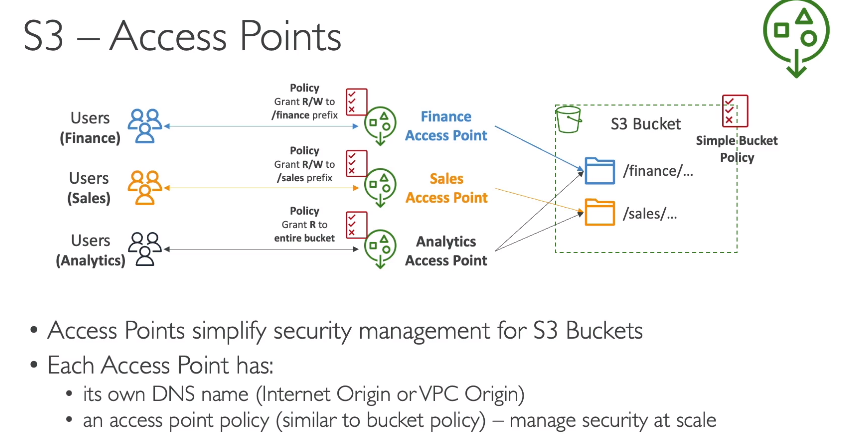 S3 – Access Points
Policy
Grant R/W to
/finance prefix
Users
(Finance)
Finance
Access Point
S3 Bucket
Simple Bucket
Policy
/finance/...
Policy
Grant R/W to
/sales prefix
Users
(Sales)
Sales
Access Point
/sales/...
Policy
Grant R to
entire bucket
Users
(Analytics)
Analytics
Access Point
• Access Points simplify security management for S3 Buckets
• Each Access Point has:
• its own DNS name (Internet Origin or VPC Origin)
• an access point policy (similar to bucket policy) – manage security at scale